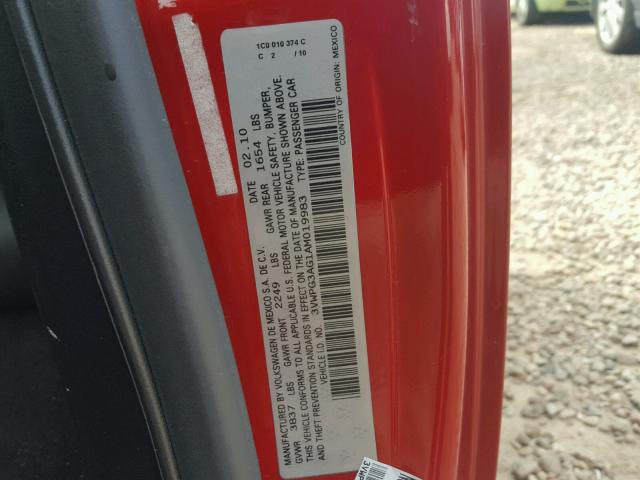 1C0 010 374 C
C 2 /10
MANUFACTURED BY VOLKSWAGEN DE MEXICO S.A. DE C.V. DATE 02.10
GVWR 3837 LBS GAWR FRONT 2249 LBS GAWR REAR 1654 LBS
THIS VEHICLE CONFORMS TO ALL APPLICABLE U.S. FEDERAL MOTOR VEHICLE SAFETY, BUMPER,
AND THEFT PREVENTION STANDARDS IN EFFECT ON THE DATE OF MANUFACTURE SHOWN ABOVE.
VEHICLE I.D. NO. 3VWPG3AG1AM019983 TYPE: PASSENGER CAR
COUNTRY OF ORIGIN: MEXICO
3VWP